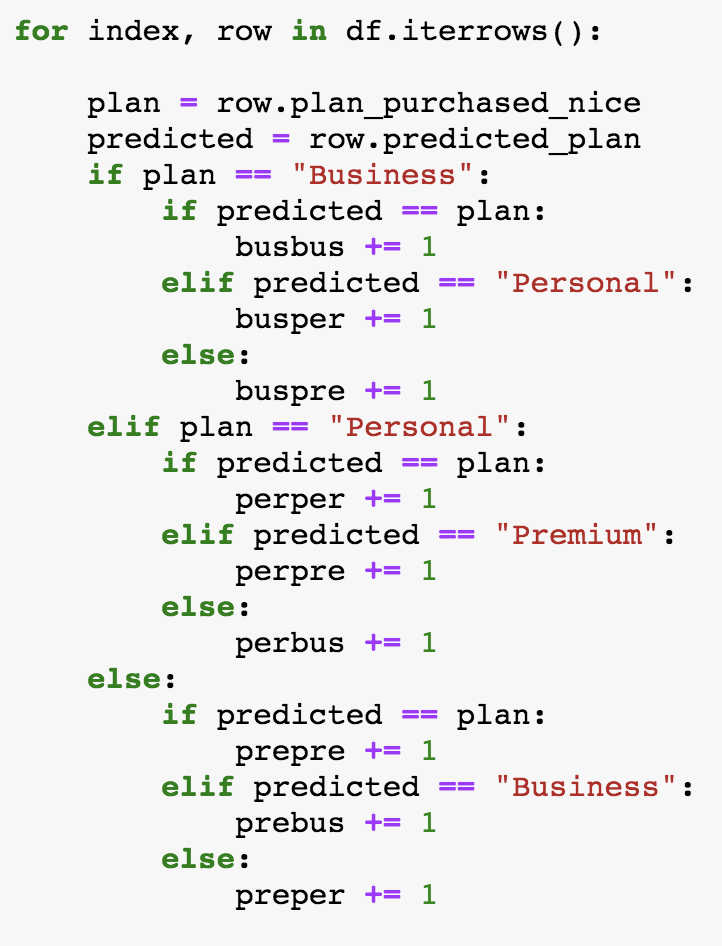 for index, row in df.iterrows():
    plan = row.plan_purchased_nice
    predicted = row.predicted_plan
    if plan == "Business":
        if predicted == plan:
            busbus += 1
        elif predicted == "Personal":
            busper += 1
        else:
            buspre += 1
    elif plan == "Personal":
        if predicted == plan:
            perper += 1
        elif predicted == "Premium":
            perpre += 1
        else:
            perbus += 1
    else:
        if predicted == plan:
            prepre += 1
        elif predicted == "Business":
            prebus += 1
        else:
            preper += 1